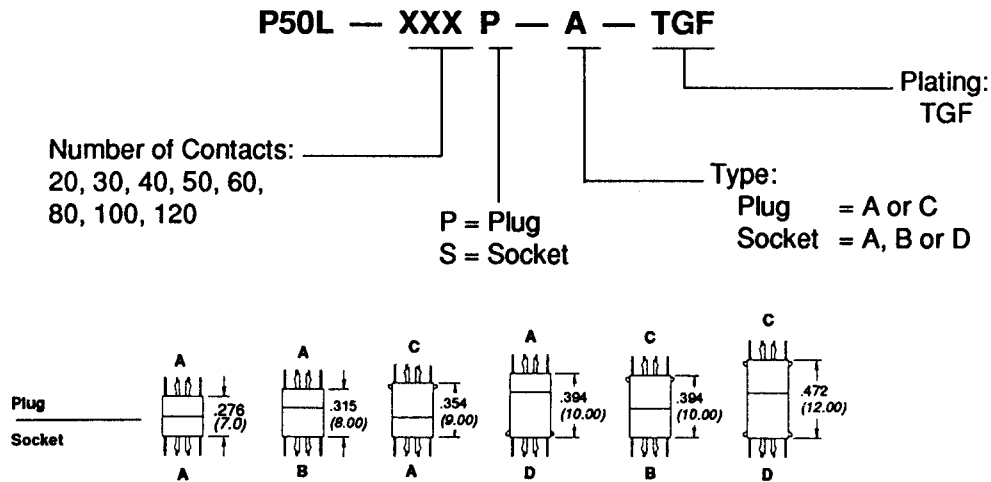 P50L — XXX P — A — TGF
Plating:
TGF
Number of Contacts:
20, 30, 40, 50, 60,
80, 100, 120
Type:
Plug = A or C
Socket = A, B or D
P = Plug
S = Socket
Plug
Socket
A
.276
(7.0)
A
A
.315
(8.00)
B
C
.354
(9.00)
A
A
.394
(10.00)
D
C
.394
(10.00)
B
C
.472
(12.00)
D